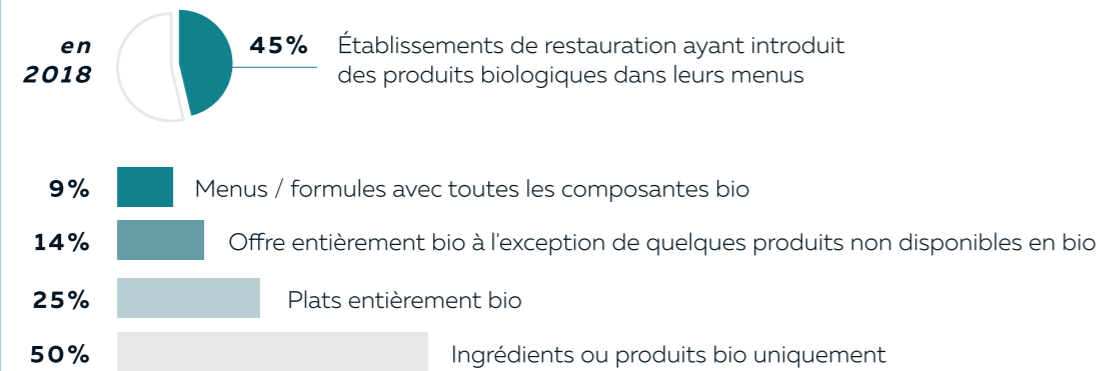 en
2018
45%
Établissements de restauration ayant introduit
des produits biologiques dans leurs menus
9% Menus / formules avec toutes les composantes bio
14% Offre entièrement bio à l'exception de quelques produits non disponibles en bio
25% Plats entièrement bio
50% Ingrédients ou produits bio uniquement